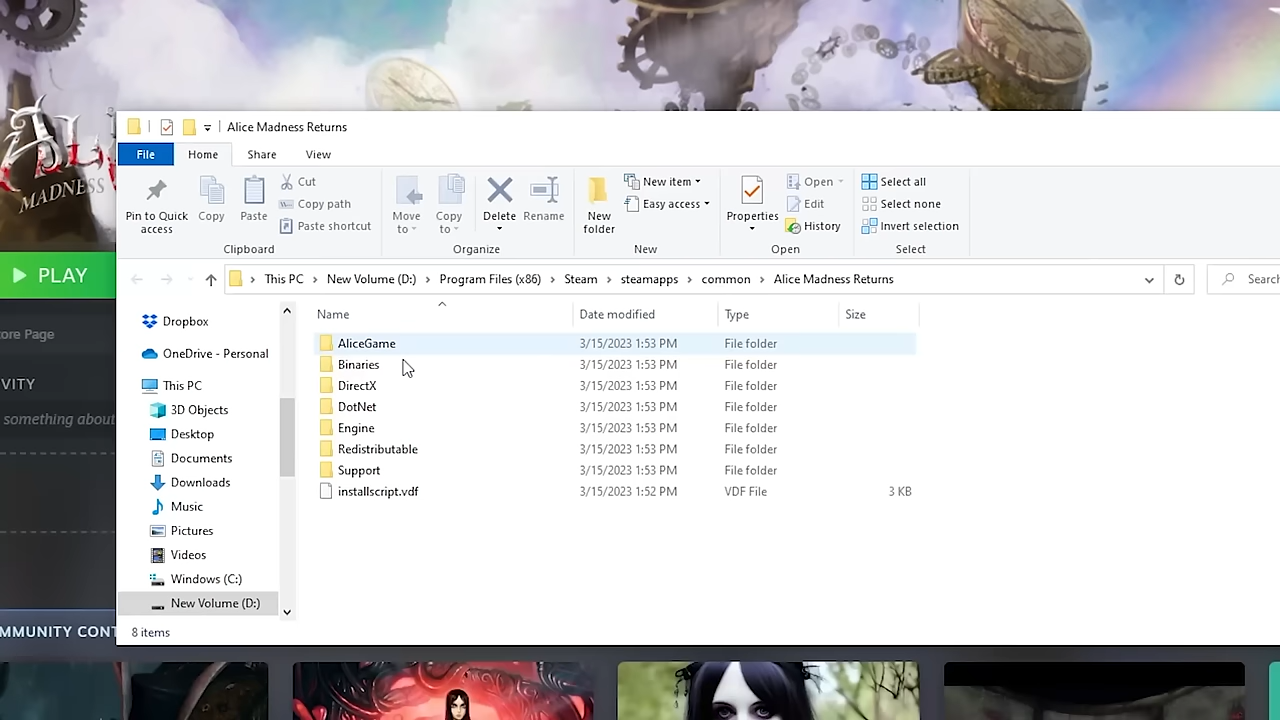 Alice Madness Returns
File Home Share View
Pin to Quick access
Copy
Paste
Cut
Copy path
Paste shortcut
Clipboard
Move to
Copy to
Delete
Rename
Organize
New folder
New item
Easy access
New
Properties
Open
Edit
History
Open
Select all
Select none
Invert selection
Select
MADNESS
PLAY
This PC > New Volume (D:) > Program Files (x86) > Steam > steamapps > common > Alice Madness Returns
Searc
ore Page
VITY
something about
MMUNITY CONT
Dropbox
OneDrive - Personal
This PC
3D Objects
Desktop
Documents
Downloads
Music
Pictures
Videos
Windows (C:)
New Volume (D:)
Name Date modified Type Size
AliceGame 3/15/2023 1:53 PM File folder
Binaries 3/15/2023 1:53 PM File folder
DirectX 3/15/2023 1:53 PM File folder
DotNet 3/15/2023 1:53 PM File folder
Engine 3/15/2023 1:53 PM File folder
Redistributable 3/15/2023 1:53 PM File folder
Support 3/15/2023 1:53 PM File folder
installscript.vdf 3/15/2023 1:52 PM VDF File 3 KB
8 items